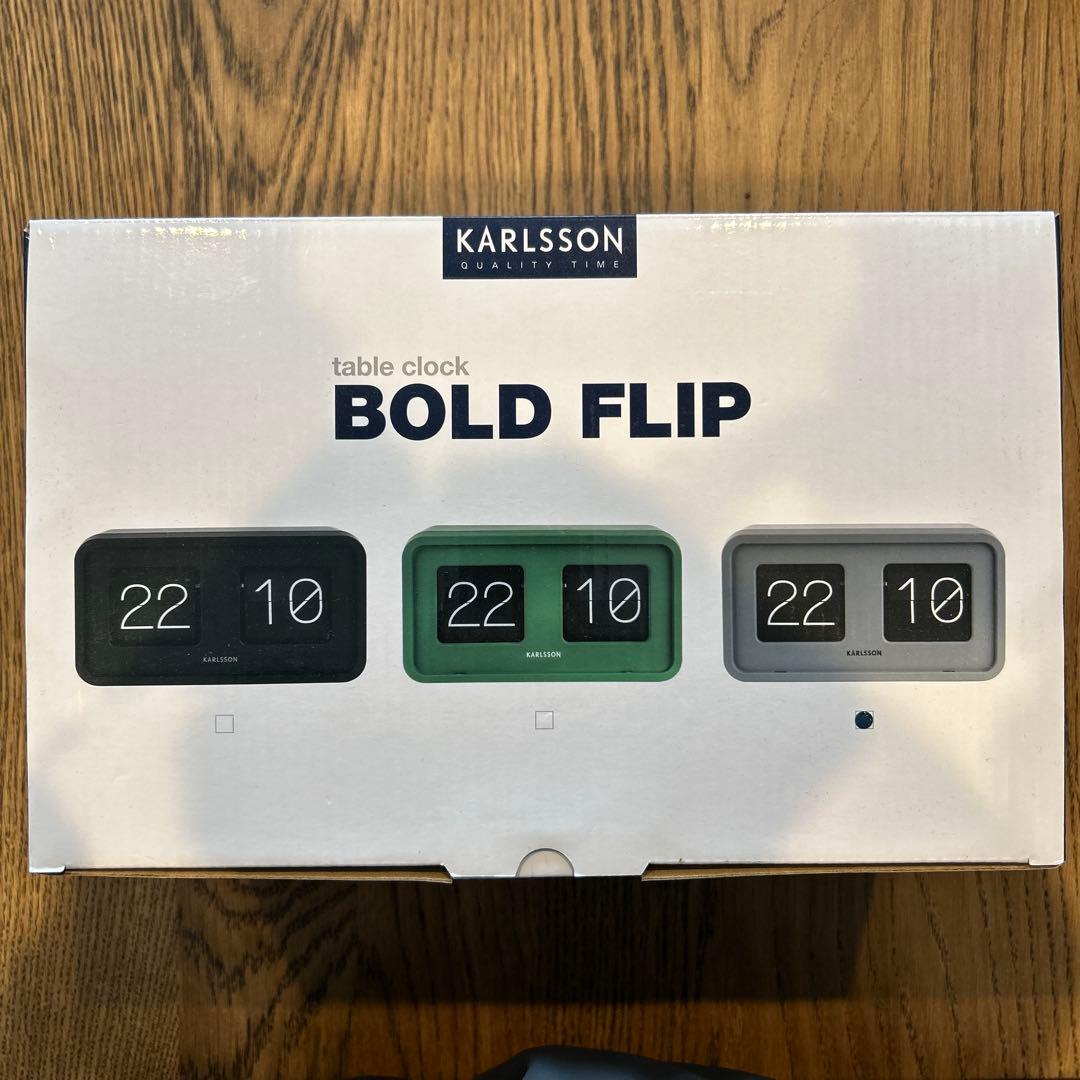 KARLSSON
QUALITY TIME
table clock
BOLD FLIP
22 10
KARLSSON
22 10
KARLSSON
22 10
KARLSSON